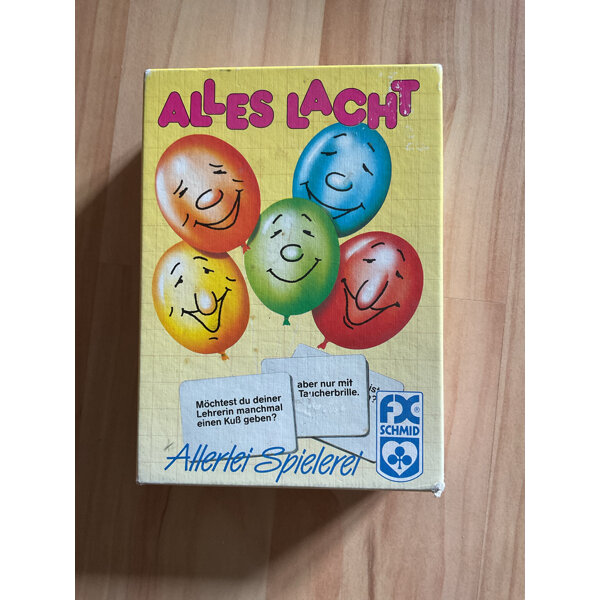 ALLES LACHT
Möchtest du deiner
Lehrerin manchmal
einen Kuß geben?
aber nur mit
Taucherbrille.
FX ®
SCHMID
Allerlei Spielerei